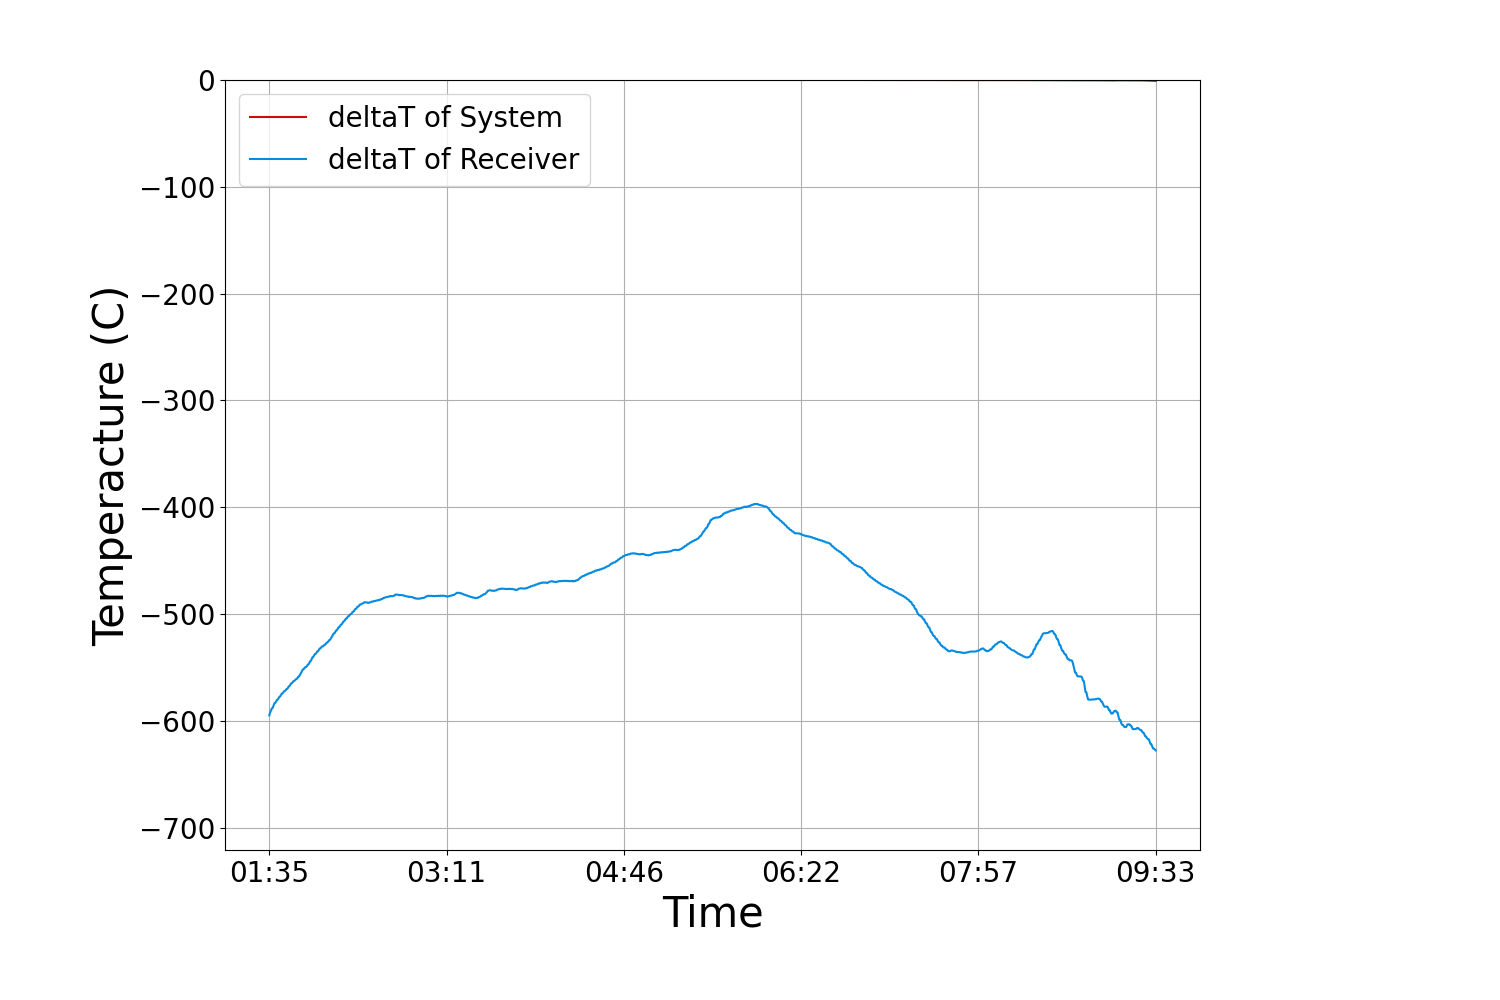 0
deltaT of System
deltaT of Receiver
−100
−200
−300
−400
−500
−600
−700
Temperacture (C)
01:35 03:11 04:46 06:22 07:57 09:33
Time